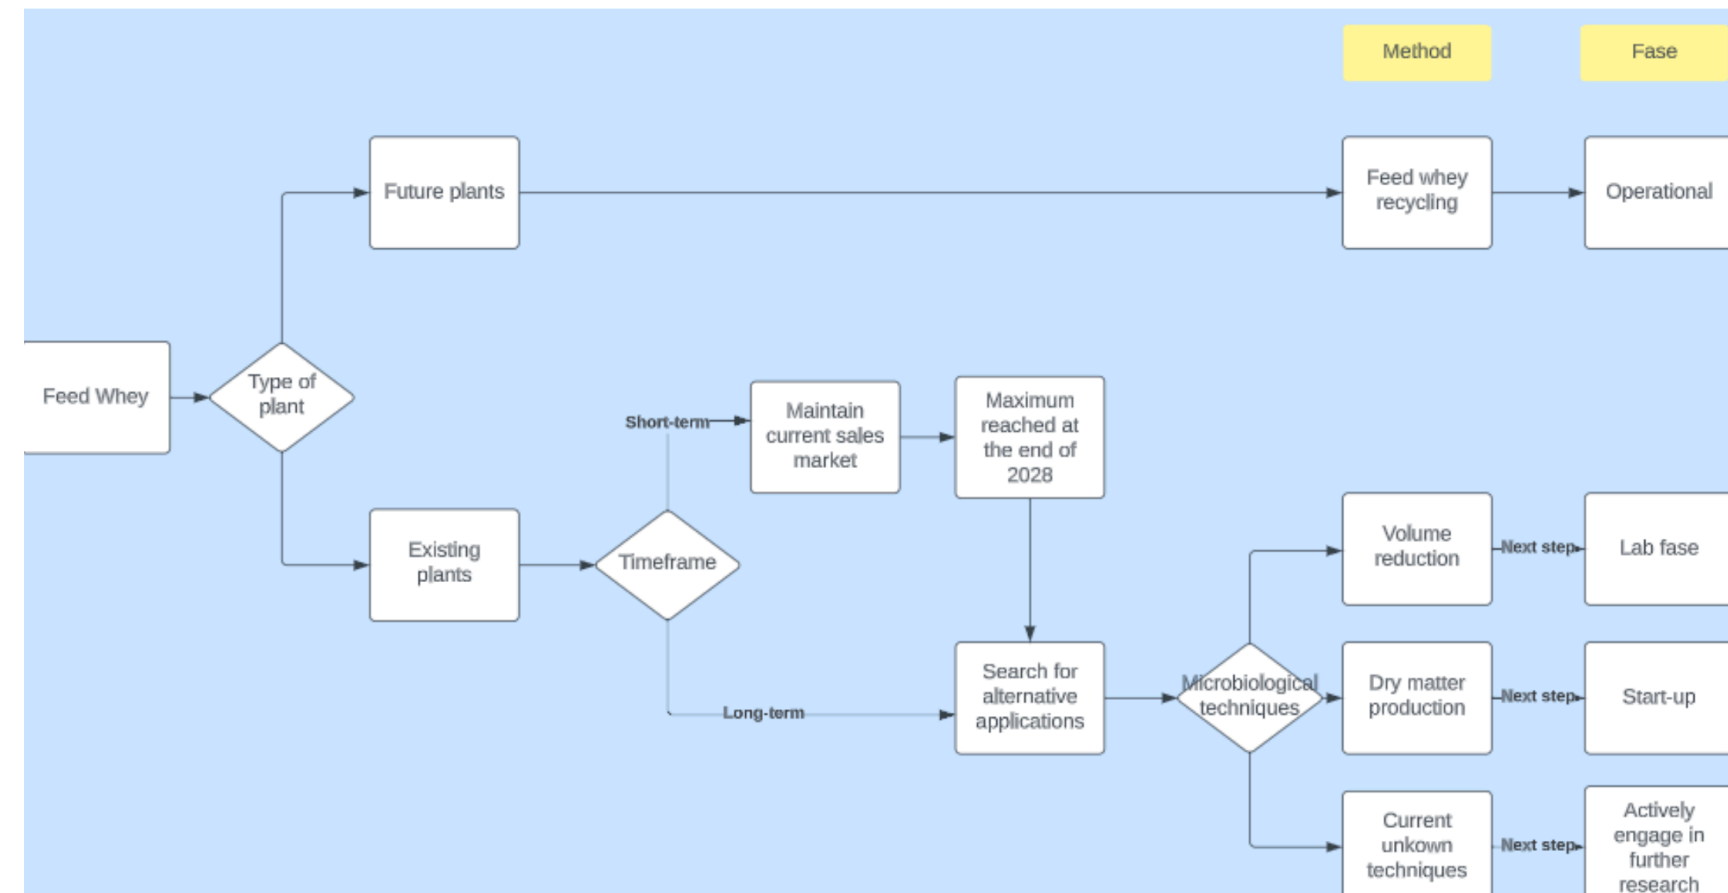 Method
Fase
Future plants
Feed whey
recycling
Operational
Feed Whey
Type of
plant
Short-term
Maintain
current sales
market
Maximum
reached at
the end of
2028
Existing
plants
Timeframe
Volume
reduction
Next step
Lab fase
Long-term
Search for
alternative
applications
Microbiological
techniques
Dry matter
production
Next step
Start-up
Current
unkown
techniques
Next step
Actively
engage in
further
research